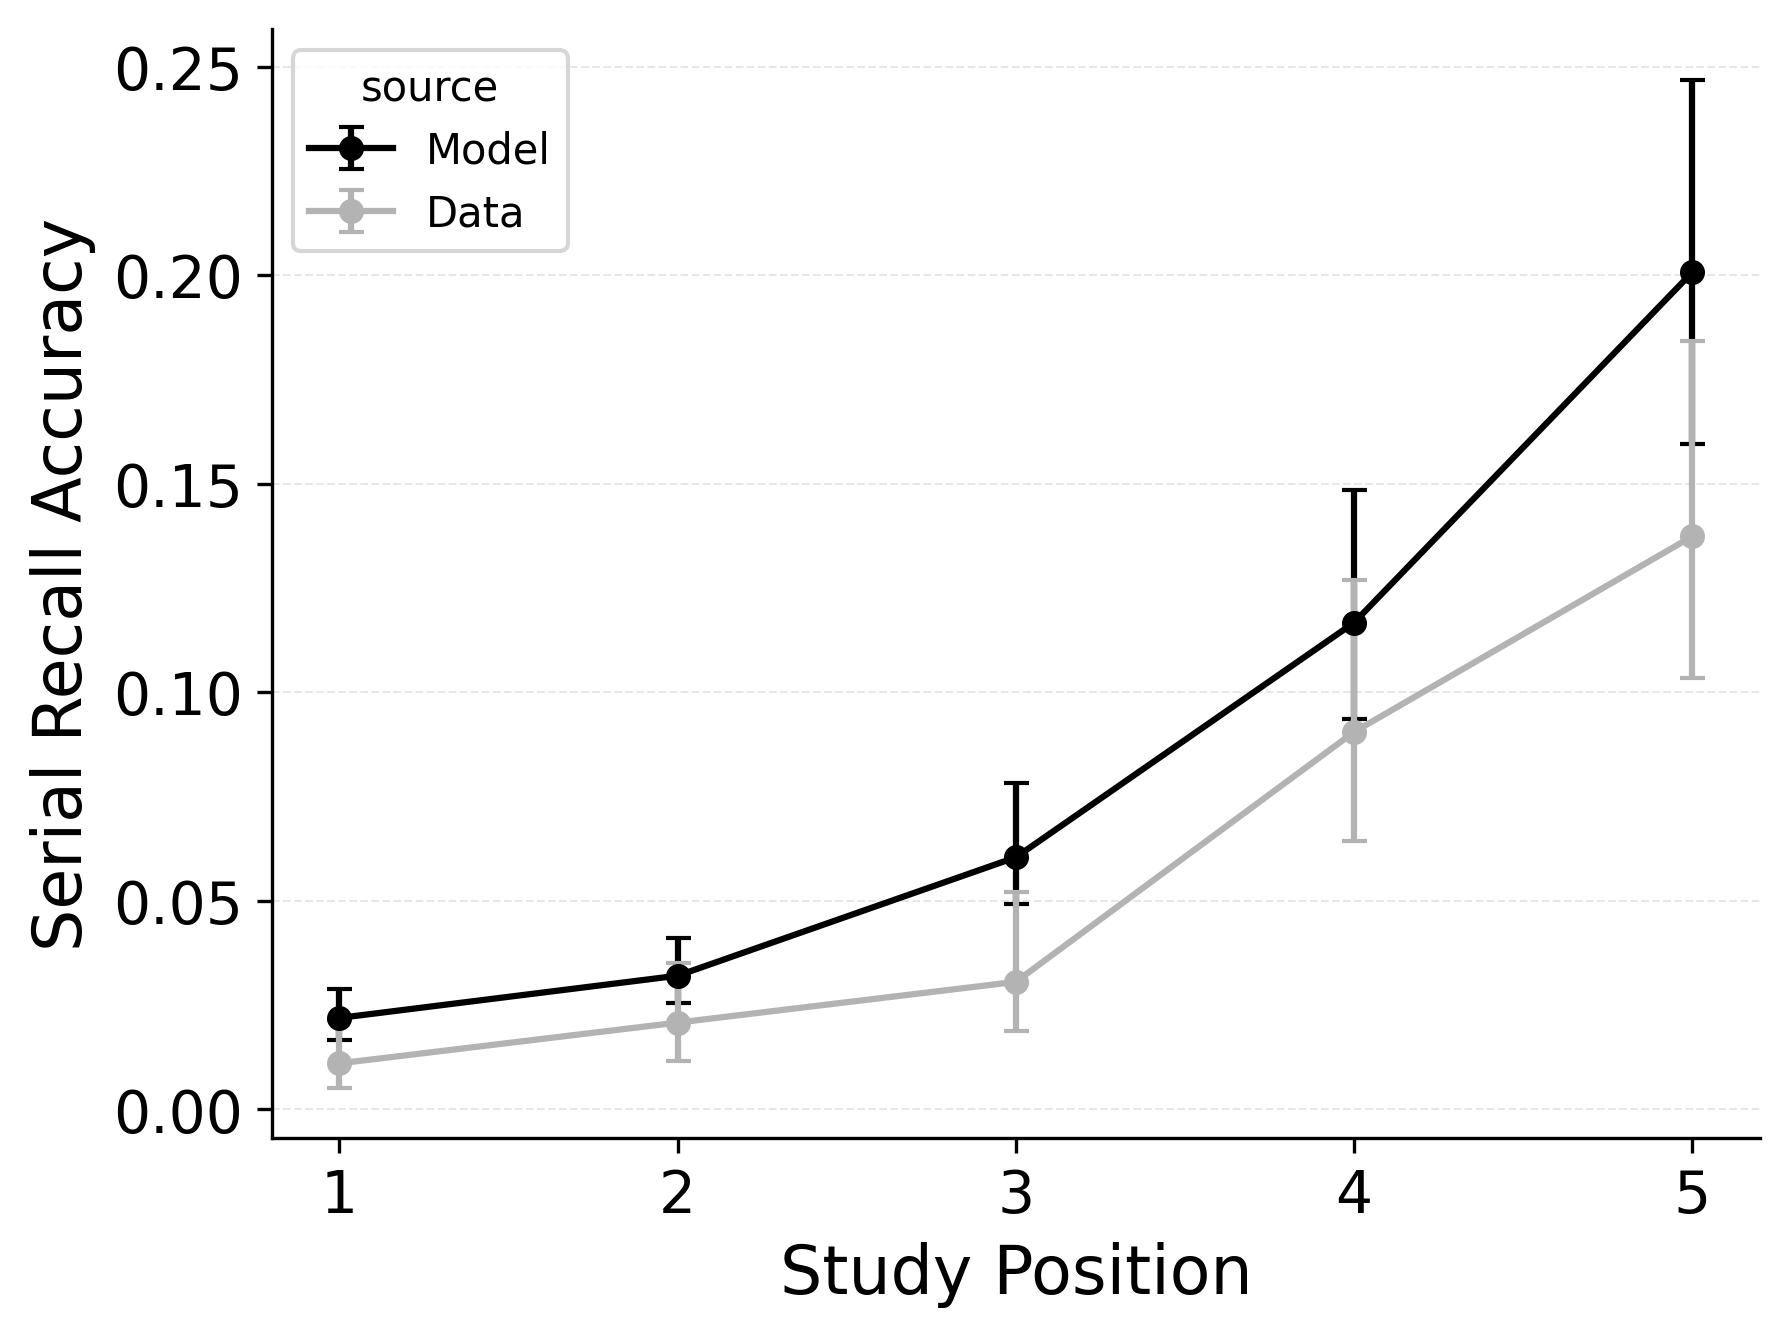 source
Model
Data
Serial Recall Accuracy
0.25
0.20
0.15
0.10
0.05
0.00
1 2 3 4 5
Study Position